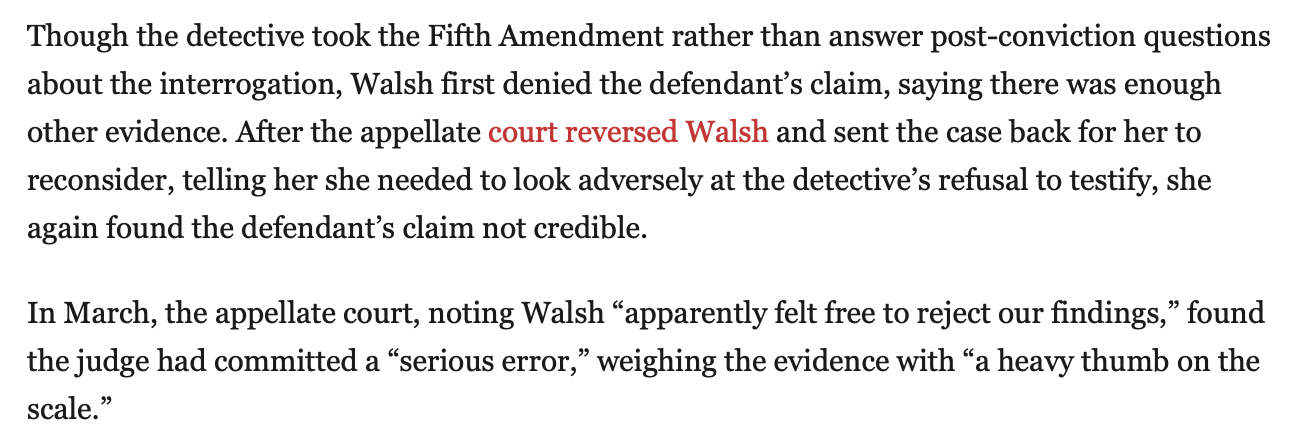 Though the detective took the Fifth Amendment rather than answer post-conviction questions
about the interrogation, Walsh first denied the defendant’s claim, saying there was enough
other evidence. After the appellate court reversed Walsh and sent the case back for her to
reconsider, telling her she needed to look adversely at the detective’s refusal to testify, she
again found the defendant’s claim not credible.
In March, the appellate court, noting Walsh “apparently felt free to reject our findings,” found
the judge had committed a “serious error,” weighing the evidence with “a heavy thumb on the
scale.”